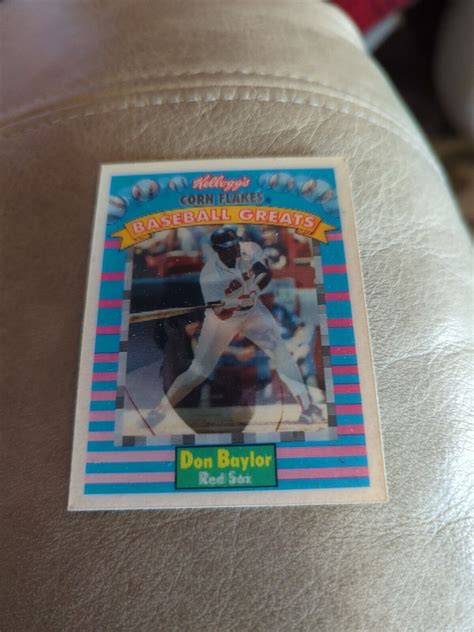 Kellogg's
CORN FLAKES
BASEBALL GREATS
Don Baylor
Red Sox